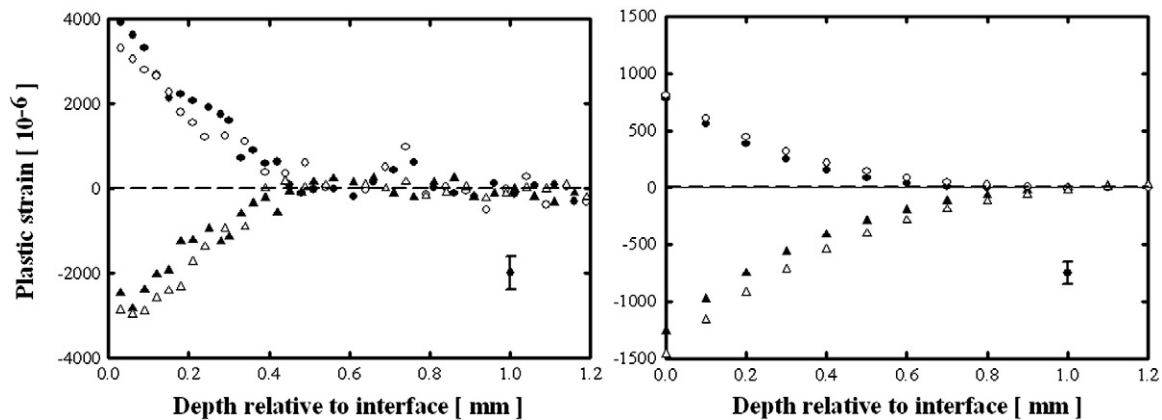 Plastic strain [ 10-6 ]
4000
2000
0
-2000
-4000
0.0 0.2 0.4 0.6 0.8 1.0 1.2
Depth relative to interface [ mm ]
1500
1000
500
0
-500
-1000
-1500
0.0 0.2 0.4 0.6 0.8 1.0 1.2
Depth relative to interface [ mm ]